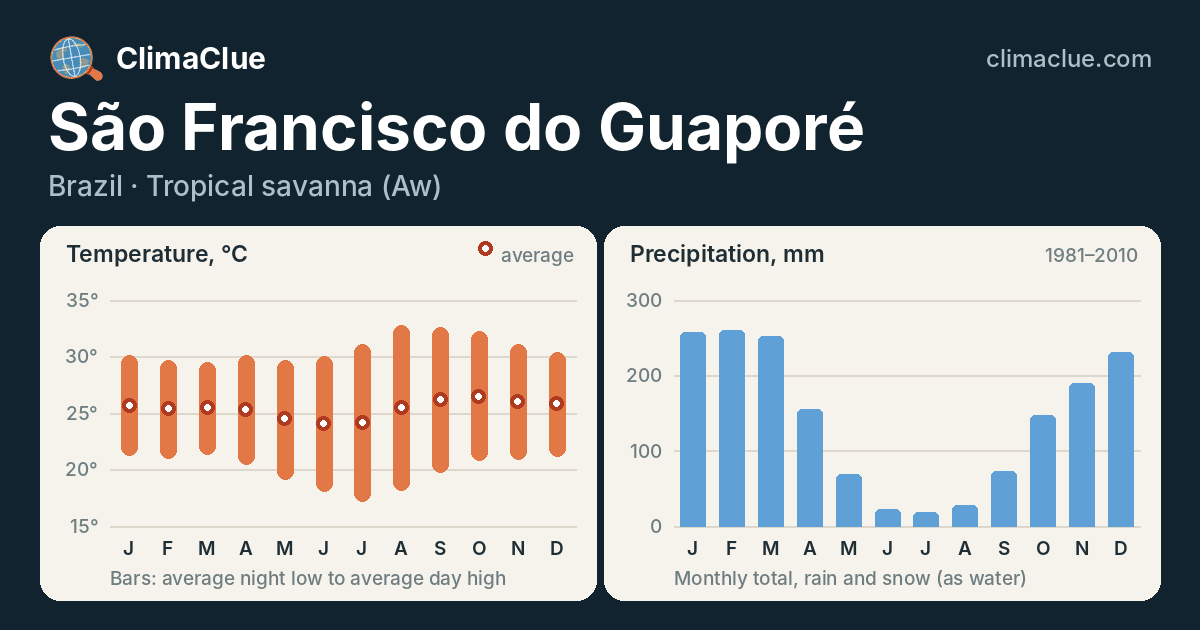 ClimaClue
climaclue.com
São Francisco do Guaporé
Brazil · Tropical savanna (Aw)
Temperature, °C
average
35°
30°
25°
20°
15°
J F M A M J J A S O N D
Bars: average night low to average day high
Precipitation, mm
1981–2010
300
200
100
0
J F M A M J J A S O N D
Monthly total, rain and snow (as water)